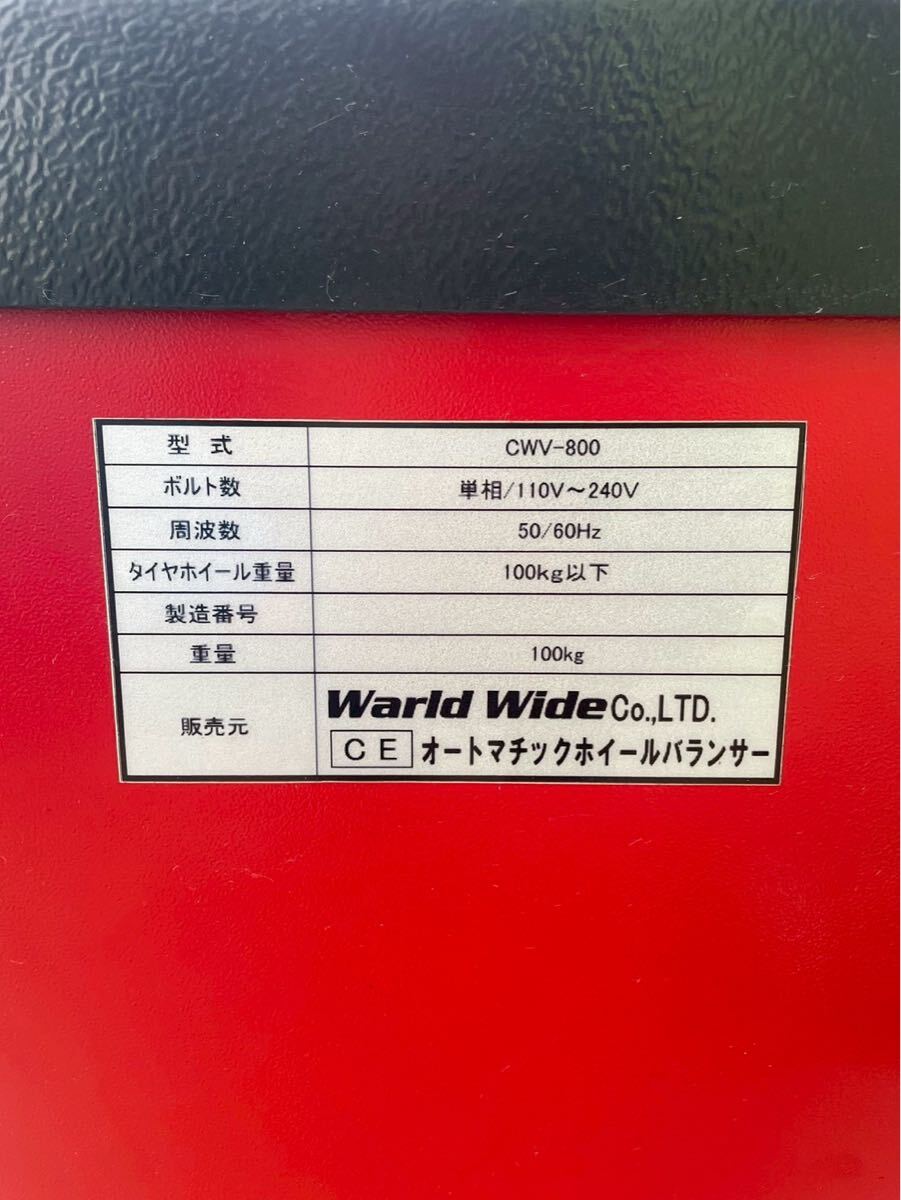 型 式 CWV-800
ボルト数 単相/110V～240V
周波数 50/60Hz
タイヤホイール重量 100kg以下
製造番号
重量 100kg
販売元 Warld Wide Co.,LTD.
CE オートマチックホイールバランサー